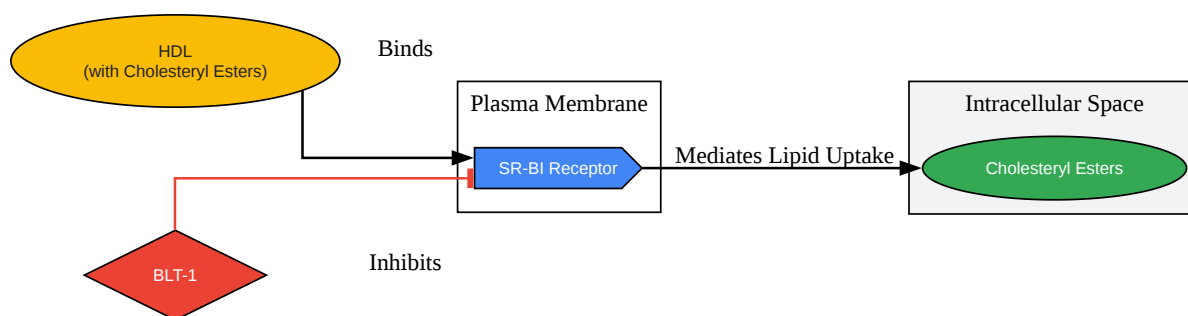 HDL
(with Cholesteryl Esters)
Binds
Plasma Membrane
SR-BI Receptor
Mediates Lipid Uptake
Intracellular Space
Cholesteryl Esters
BLT-1
Inhibits